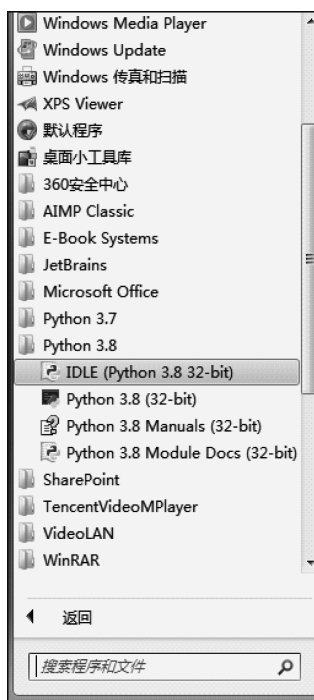 Windows Media Player
Windows Update
Windows 传真和扫描
XPS Viewer
默认程序
桌面小工具库
360安全中心
AIMP Classic
E-Book Systems
JetBrains
Microsoft Office
Python 3.7
Python 3.8
IDLE (Python 3.8 32-bit)
Python 3.8 (32-bit)
Python 3.8 Manuals (32-bit)
Python 3.8 Module Docs (32-bit)
SharePoint
TencentVideoMPlayer
VideoLAN
WinRAR
返回
搜索程序和文件